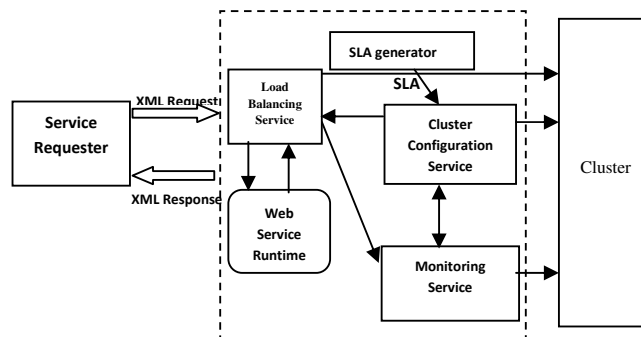 SLA generator
Load
Balancing
Service
SLA
XML Request
Service
Requester
Cluster
Configuration
Service
Cluster
XML Response
Web
Service
Runtime
Monitoring
Service